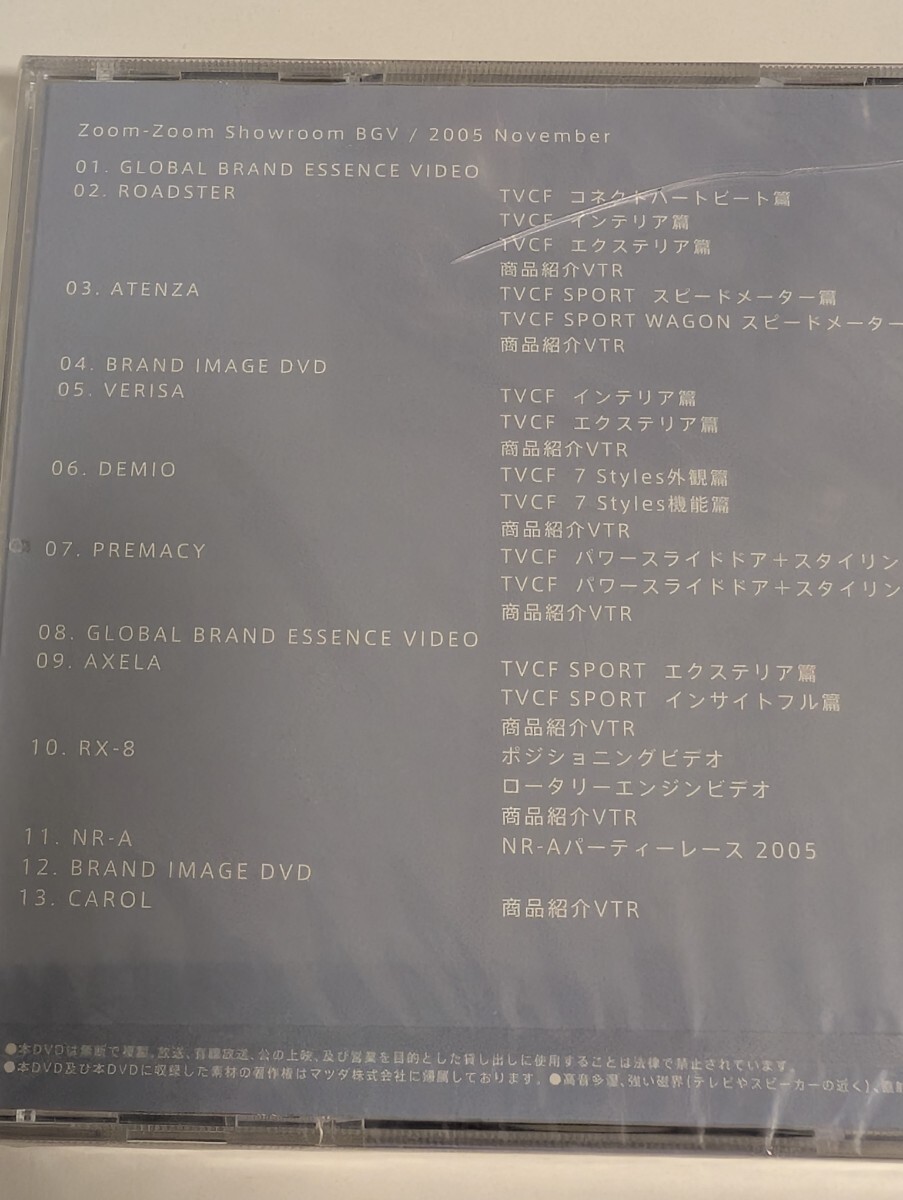 Zoom-Zoom Showroom BGV / 2005 November
01. GLOBAL BRAND ESSENCE VIDEO
02. ROADSTER TVCF コネクトハートビート篇
TVCF インテリア篇
TVCF エクステリア篇
商品紹介VTR
03. ATENZA TVCF SPORT スピードメーター篇
TVCF SPORT WAGON スピードメーター
商品紹介VTR
04. BRAND IMAGE DVD
05. VERISA TVCF インテリア篇
TVCF エクステリア篇
商品紹介VTR
06. DEMIO TVCF 7 Styles外観篇
TVCF 7 Styles機能篇
商品紹介VTR
07. PREMACY TVCF パワースライドドア＋スタイリン
TVCF パワースライドドア＋スタイリン
商品紹介VTR
08. GLOBAL BRAND ESSENCE VIDEO
09. AXELA TVCF SPORT エクステリア篇
TVCF SPORT インサイトフル篇
商品紹介VTR
10. RX-8 ポジショニングビデオ
ロータリーエンジンビデオ
商品紹介VTR
11. NR-A NR-Aパーティーレース 2005
12. BRAND IMAGE DVD
13. CAROL 商品紹介VTR
●本DVDは無断で複製、放送、有線放送、公の上映、及び営業を目的とした貸し出しに使用することは法律で禁止されています。
●本DVD及び本DVDに収録した素材の著作権はマツダ株式会社に帰属しております。●高音多湿、強い磁界(テレビやスピーカーの近く)、